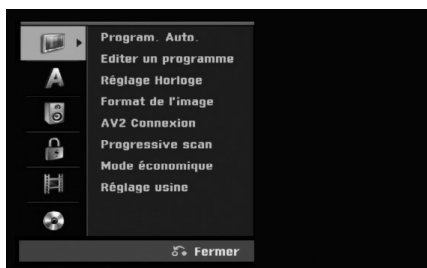 Program. Auto.
Editer un programme
Réglage Horloge
Format de l'image
AV2 Connexion
Progressive scan
Mode économique
Réglage usine
A
Fermer